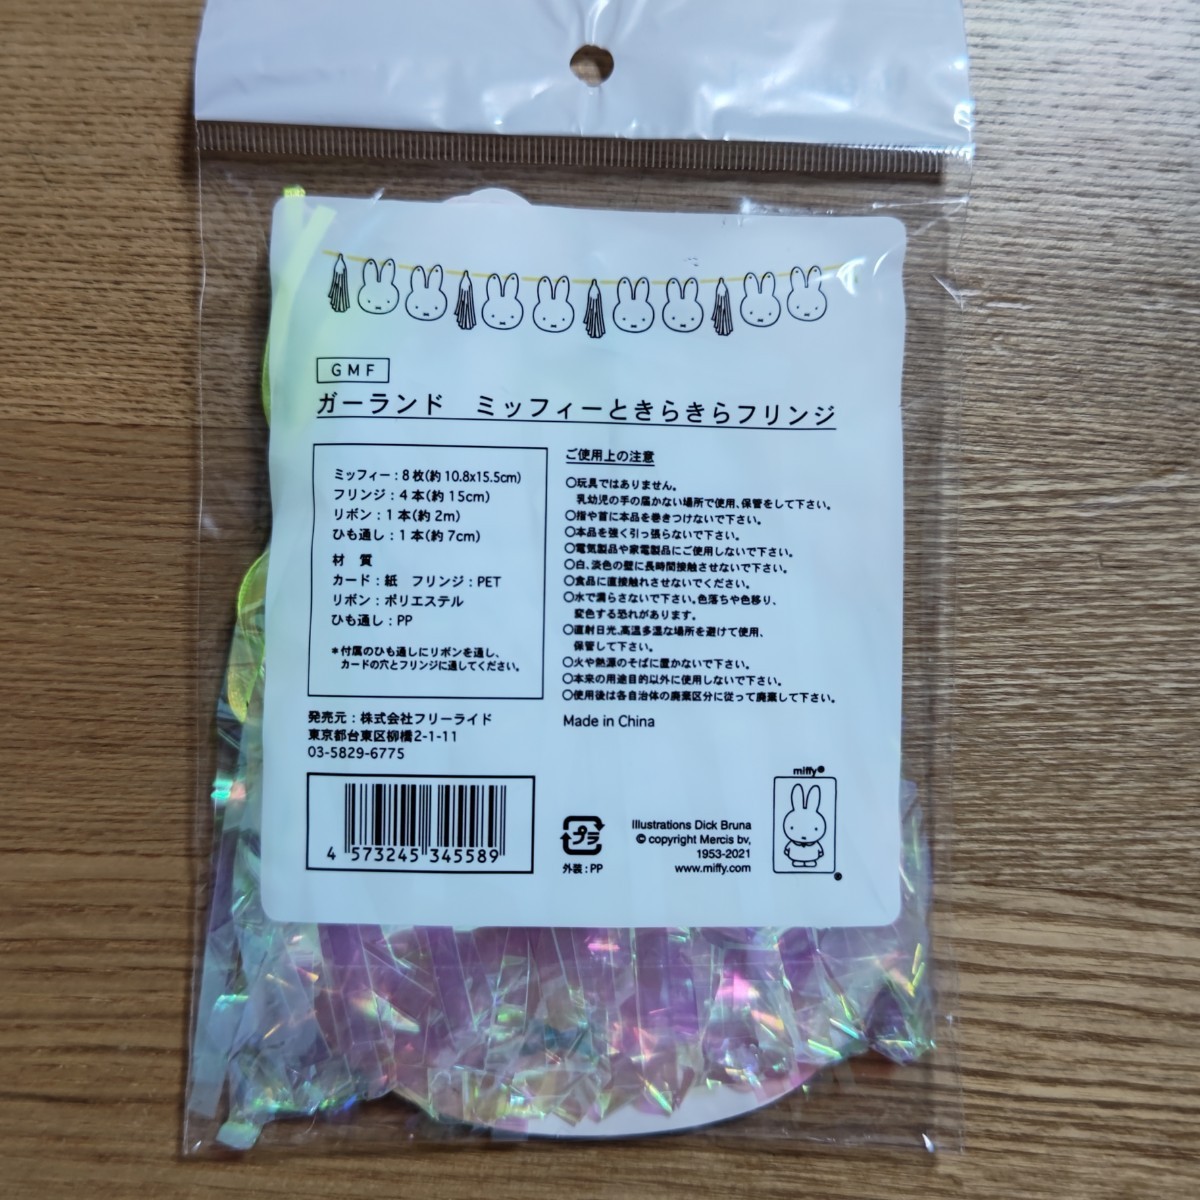 GMF
ガーランド　ミッフィーときらきらフリンジ
ミッフィー：8枚(約10.8x15.5cm)
フリンジ：4本(約15cm)
リボン：1本(約2m)
ひも通し：1本(約7cm)
材　質
カード：紙　フリンジ：PET
リボン：ポリエステル
ひも通し：PP
＊付属のひも通しにリボンを通し、
カードの穴とフリンジに通してください。
ご使用上の注意
○玩具ではありません。
乳幼児の手の届かない場所で使用、保管をして下さい。
○指や首に本品を巻きつけないで下さい。
○本品を強く引っ張らないで下さい。
○電気製品や家電製品にご使用しないで下さい。
○白、淡色の壁に長時間接触させないで下さい。
○食品に直接触れさせないでください。
○水で濡らさないで下さい。色落ちや色移り、
変色する恐れがあります。
○直射日光、高温多湿な場所を避けて使用、
保管して下さい。
○火や熱源のそばに置かないで下さい。
○本来の用途目的以外に使用しないで下さい。
○使用後は各自治体の廃棄区分に従って廃棄して下さい。
Made in China
発売元：株式会社フリーライド
東京都台東区柳橋2-1-11
03-5829-6775
4 573245 345589
プラ
外装：PP
Illustrations Dick Bruna
© copyright Mercis bv,
1953-2021
www.miffy.com
miffy®
®